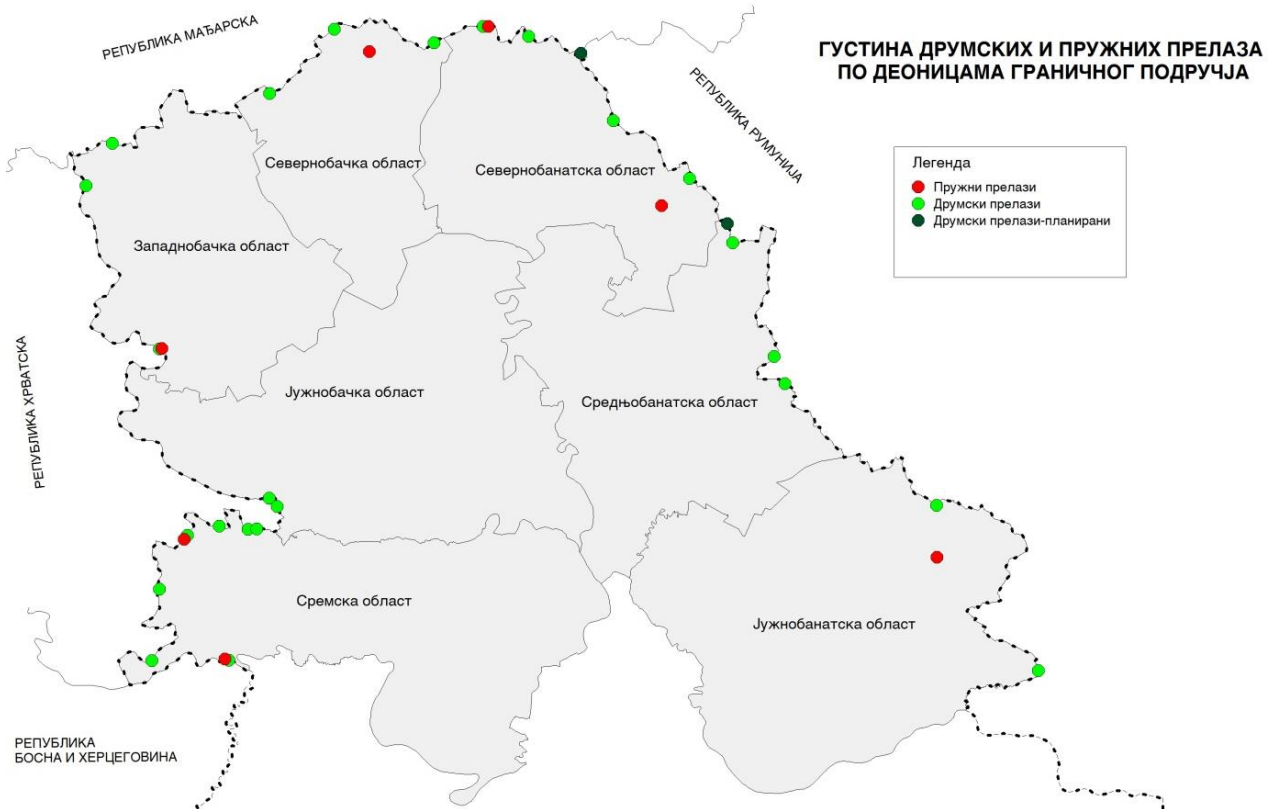 РЕПУБЛИКА МАЂАРСКА
ГУСТИНА ДРУМСКИХ И ПРУЖНИХ ПРЕЛАЗА
ПО ДЕОНИЦАМА ГРАНИЧНОГ ПОДРУЧЈА
РЕПУБЛИКА РУМУНИЈА
Легенда
Пружни прелази
Друмски прелази
Друмски прелази-планирани
Севернобачка област
Севернобанатска област
Западнобачка област
РЕПУБЛИКА ХРВАТСКА
Јужнобачка област
Средњобанатска област
Сремска област
Јужнобанатска област
РЕПУБЛИКА
БОСНА И ХЕРЦЕГОВИНА